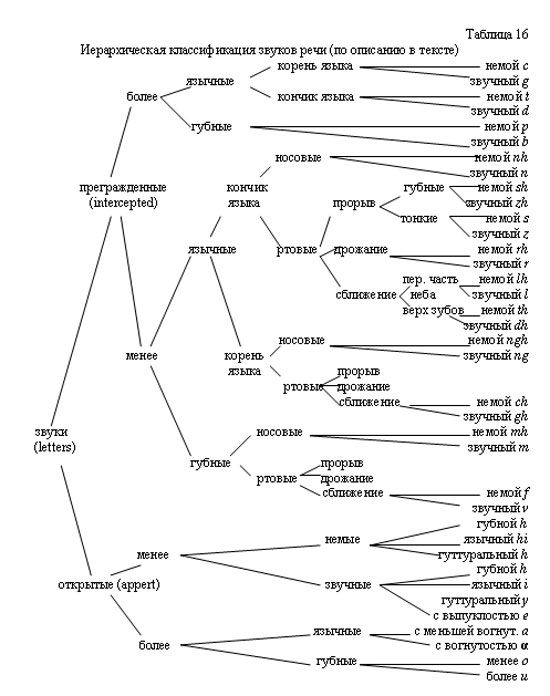 Таблица 16
Иерархическая классификация звуков речи (по описанию в тексте)
корень языка немой c
язычные звучный g
более кончик языка немой t
звучный d
губные немой p
звучный b
носовые немой nh
звучный n
прегражденные кончик губные немой sh
(intercepted) языка прорыв звучный zh
тонкие немой s
звучный z
язычные ртовые дрожание немой rh
звучный r
пер. часть немой lh
сближение неба звучный l
верх зубов немой th
звучный dh
носовые немой ngh
менее корень звучный ng
языка прорыв
ртовые дрожание
сближение немой ch
звучный gh
звуки носовые немой mh
(letters) звучный m
губные прорыв
ртовые дрожание
сближение немой f
звучный v
губной h
немые язычный hi
менее гуттуральный h
губной h
открытые (appert) звучные язычный i
гуттуральный y
с выпуклостью e
язычные с меньшей вогнут. a
более с вогнутостью α
губные менее o
более u